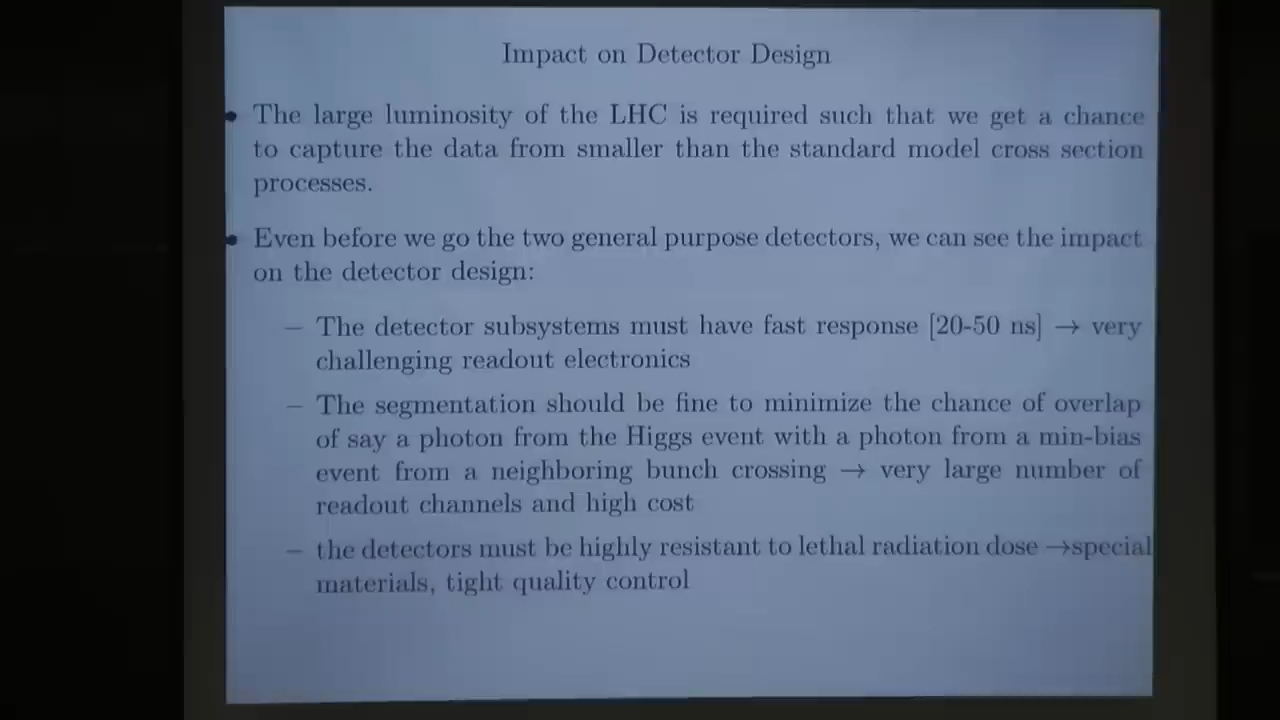 Impact on Detector Design
• The large luminosity of the LHC is required such that we get a chance
to capture the data from smaller than the standard model cross section
processes.
• Even before we go the two general purpose detectors, we can see the impact
on the detector design:
– The detector subsystems must have fast response [20-50 ns] → very
challenging readout electronics
– The segmentation should be fine to minimize the chance of overlap
of say a photon from the Higgs event with a photon from a min-bias
event from a neighboring bunch crossing → very large number of
readout channels and high cost
– the detectors must be highly resistant to lethal radiation dose →special
materials, tight quality control